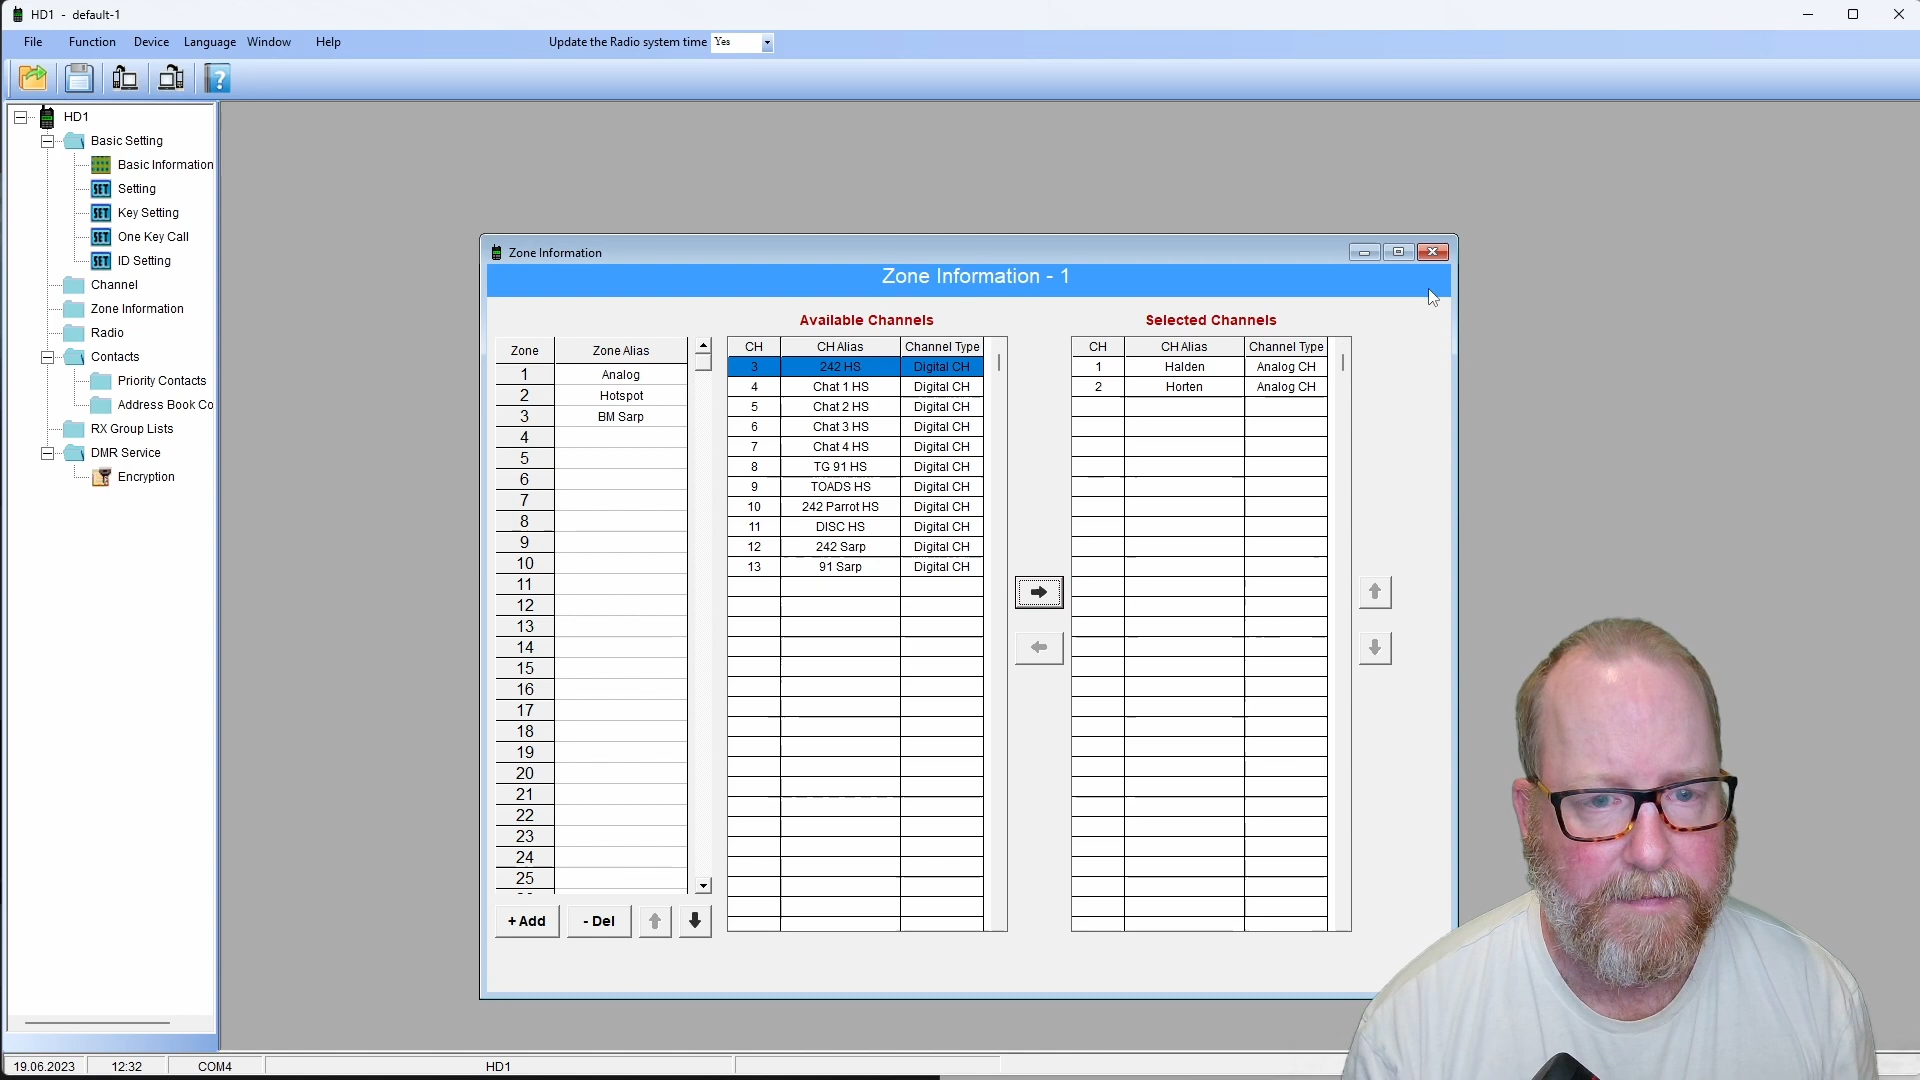 HD1 - default-1
File Function Device Language Window Help Update the Radio system time Yes
HD1
Basic Setting
Basic Information
SET Setting
SET Key Setting
SET One Key Call
SET ID Setting
Channel
Zone Information
Radio
Contacts
Priority Contacts
Address Book Co
RX Group Lists
DMR Service
Encryption
Zone Information
Zone Information - 1
Zone Zone Alias
1 Analog
2 Hotspot
3 BM Sarp
4
5
6
7
8
9
10
11
12
13
14
15
16
17
18
19
20
21
22
23
24
25
+ Add - Del
Available Channels
CH CH Alias Channel Type
3 242 HS Digital CH
4 Chat 1 HS Digital CH
5 Chat 2 HS Digital CH
6 Chat 3 HS Digital CH
7 Chat 4 HS Digital CH
8 TG 91 HS Digital CH
9 TOADS HS Digital CH
10 242 Parrot HS Digital CH
11 DISC HS Digital CH
12 242 Sarp Digital CH
13 91 Sarp Digital CH
Selected Channels
CH CH Alias Channel Type
1 Halden Analog CH
2 Horten Analog CH
19.06.2023 12:32 COM4 HD1